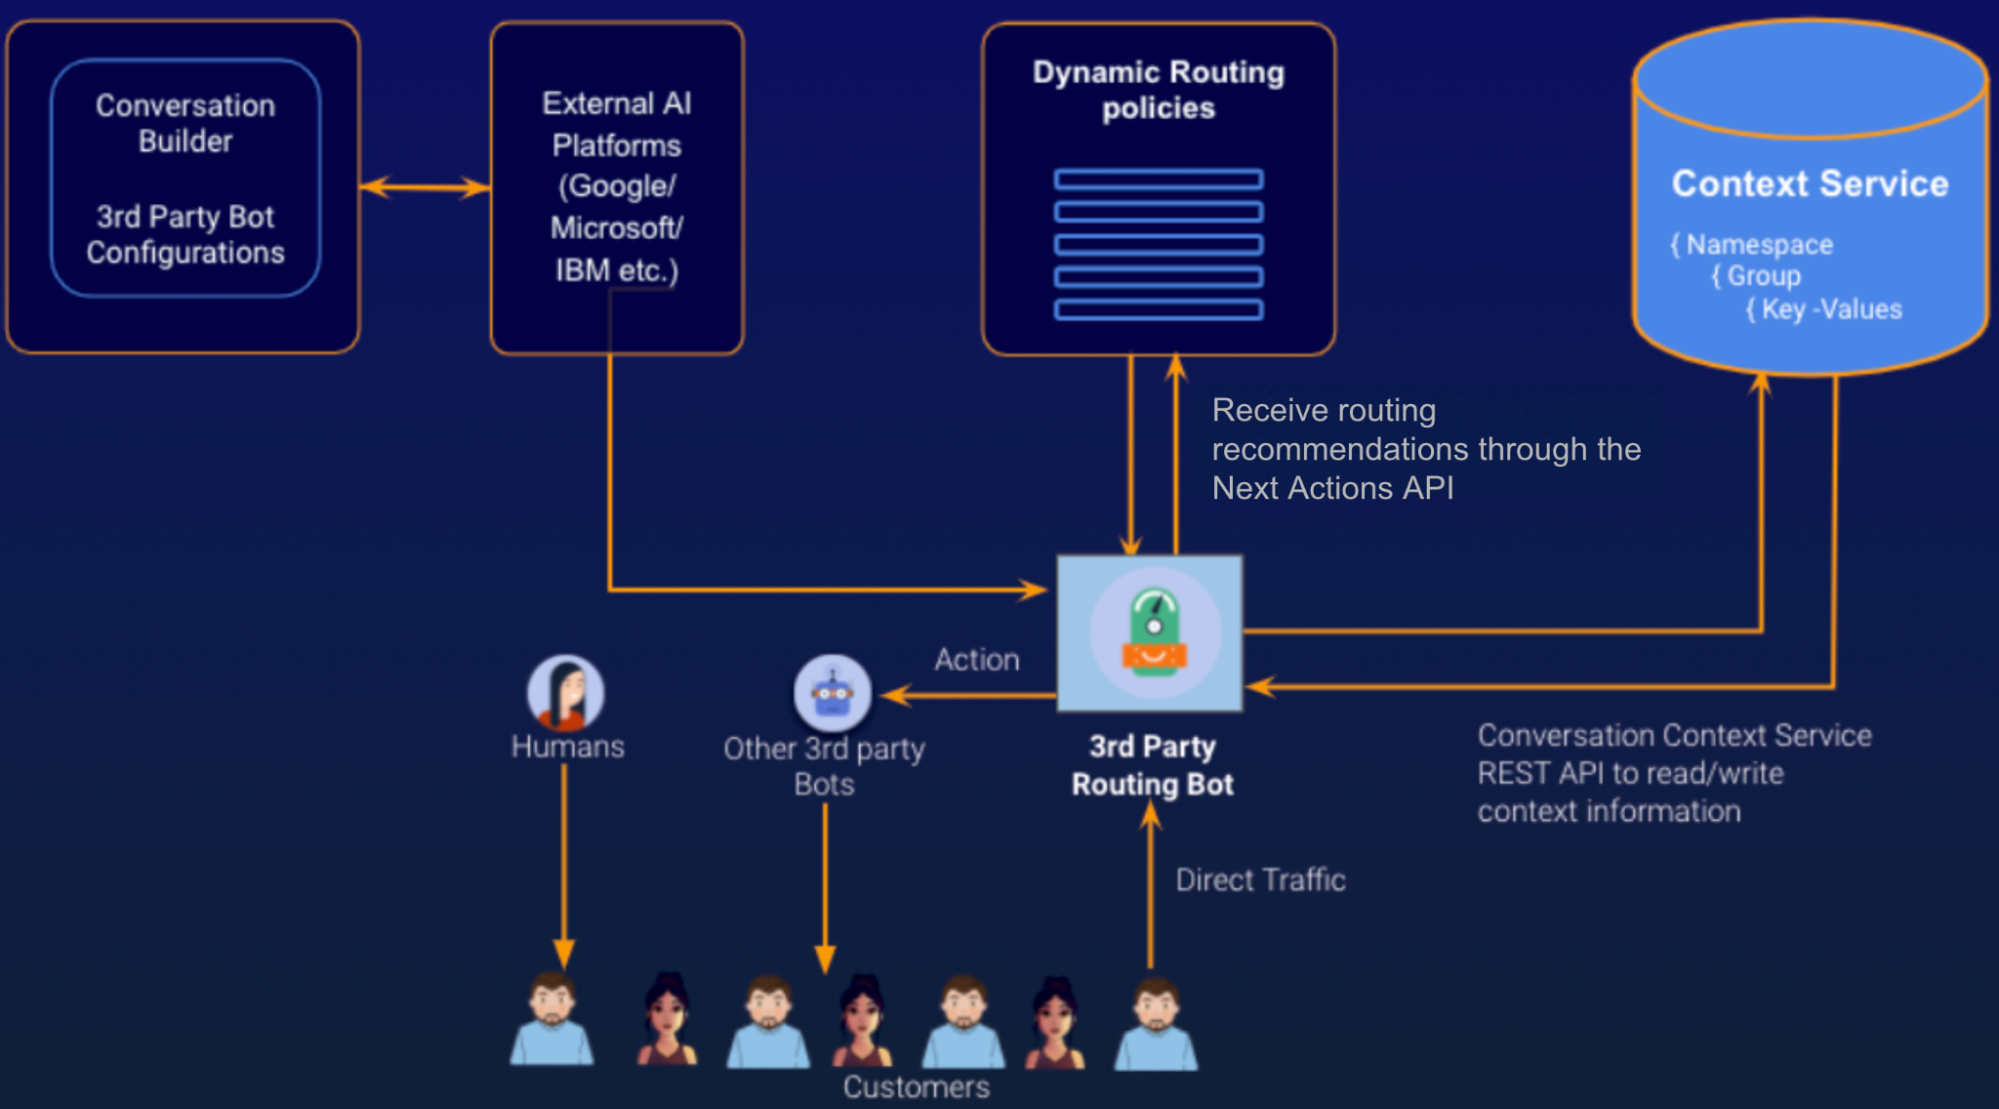 Conversation
Builder
3rd Party Bot
Configurations
External AI
Platforms
(Google/
Microsoft/
IBM etc.)
Dynamic Routing
policies
Context Service
{ Namespace
{ Group
{ Key -Values
Receive routing
recommendations through the
Next Actions API
Action
Humans
Other 3rd party
Bots
3rd Party
Routing Bot
Conversation Context Service
REST API to read/write
context information
Direct Traffic
Customers